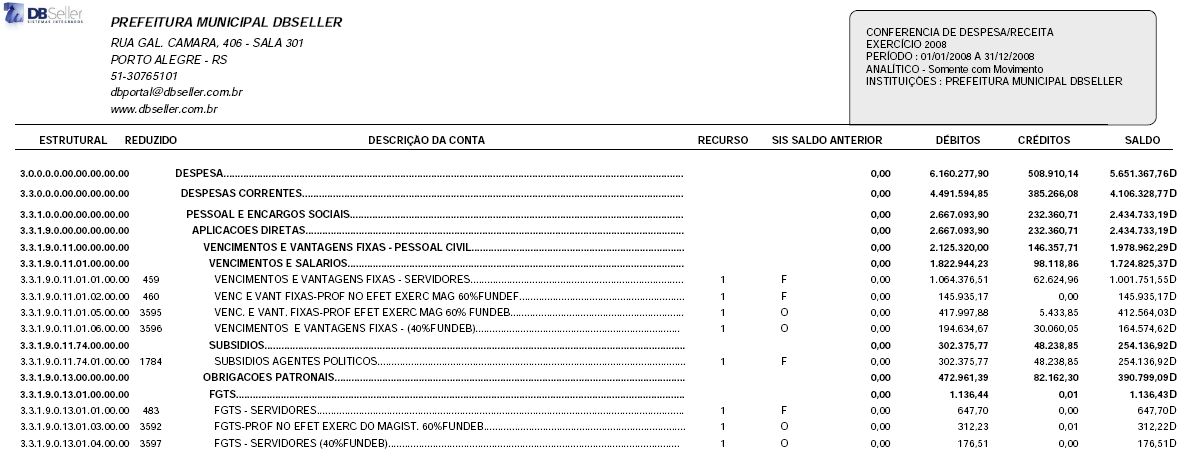 DBSeller
SISTEMAS INTEGRADOS
PREFEITURA MUNICIPAL DBSELLER
RUA GAL. CAMARA, 406 - SALA 301
PORTO ALEGRE - RS
51-30765101
dbportal@dbseller.com.br
www.dbseller.com.br
CONFERENCIA DE DESPESA/RECEITA
EXERCÍCIO 2008
PERÍODO : 01/01/2008 A 31/12/2008
ANALÍTICO - Somente com Movimento
INSTITUIÇÕES : PREFEITURA MUNICIPAL DBSELLER
ESTRUTURAL REDUZIDO DESCRIÇÃO DA CONTA RECURSO SIS SALDO ANTERIOR DÉBITOS CRÉDITOS SALDO
3.0.0.0.0.00.00.00.00.00 DESPESA 0,00 6.160.277,90 508.910,14 5.651.367,76D
3.3.0.0.0.00.00.00.00.00 DESPESAS CORRENTES 0,00 4.491.594,85 385.266,08 4.106.328,77D
3.3.1.0.0.00.00.00.00.00 PESSOAL E ENCARGOS SOCIAIS 0,00 2.667.093,90 232.360,71 2.434.733,19D
3.3.1.9.0.00.00.00.00.00 APLICACOES DIRETAS 0,00 2.667.093,90 232.360,71 2.434.733,19D
3.3.1.9.0.11.00.00.00.00 VENCIMENTOS E VANTAGENS FIXAS - PESSOAL CIVIL 0,00 2.125.320,00 146.357,71 1.978.962,29D
3.3.1.9.0.11.01.00.00.00 VENCIMENTOS E SALARIOS 0,00 1.822.944,23 98.118,86 1.724.825,37D
3.3.1.9.0.11.01.01.00.00 459 VENCIMENTOS E VANTAGENS FIXAS - SERVIDORES 1 F 0,00 1.064.376,51 62.624,96 1.001.751,55D
3.3.1.9.0.11.01.02.00.00 460 VENC E VANT FIXAS-PROF NO EFET EXERC MAG 60%FUNDEF 1 F 0,00 145.935,17 0,00 145.935,17D
3.3.1.9.0.11.01.05.00.00 3595 VENC. E VANT. FIXAS-PROF EFET EXERC MAG 60% FUNDEB 1 O 0,00 417.997,88 5.433,85 412.564,03D
3.3.1.9.0.11.01.06.00.00 3596 VENCIMENTOS E VANTAGENS FIXAS - (40%FUNDEB) 1 O 0,00 194.634,67 30.060,05 164.574,62D
3.3.1.9.0.11.74.00.00.00 SUBSIDIOS 0,00 302.375,77 48.238,85 254.136,92D
3.3.1.9.0.11.74.01.00.00 1784 SUBSIDIOS AGENTES POLITICOS 1 F 0,00 302.375,77 48.238,85 254.136,92D
3.3.1.9.0.13.00.00.00.00 OBRIGACOES PATRONAIS 0,00 472.961,39 82.162,30 390.799,09D
3.3.1.9.0.13.01.00.00.00 FGTS 0,00 1.136,44 0,01 1.136,43D
3.3.1.9.0.13.01.01.00.00 483 FGTS - SERVIDORES 1 F 0,00 647,70 0,00 647,70D
3.3.1.9.0.13.01.03.00.00 3592 FGTS-PROF NO EFET EXERC DO MAGIST. 60%FUNDEB 1 O 0,00 312,23 0,01 312,22D
3.3.1.9.0.13.01.04.00.00 3597 FGTS - SERVIDORES (40%FUNDEB) 1 O 0,00 176,51 0,00 176,51D